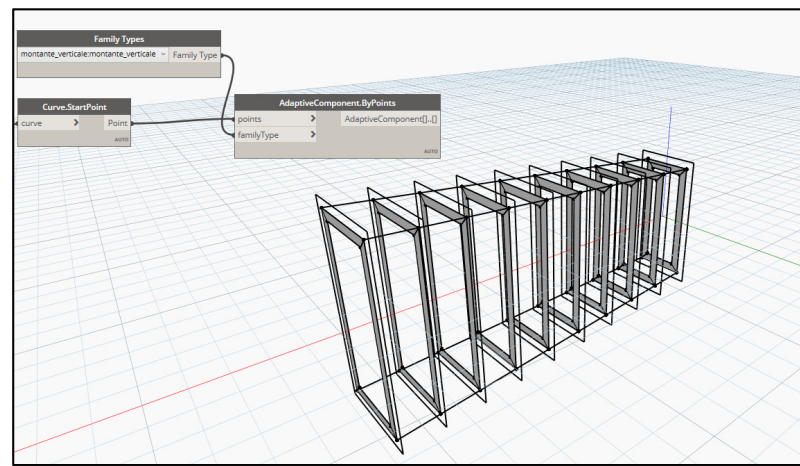 Family Types
montante_verticale:montante_verticale Family Type
Curve.StartPoint
curve > Point
AUTO
AdaptiveComponent.ByPoints
points > AdaptiveComponent[]..[]
familyType >
AUTO